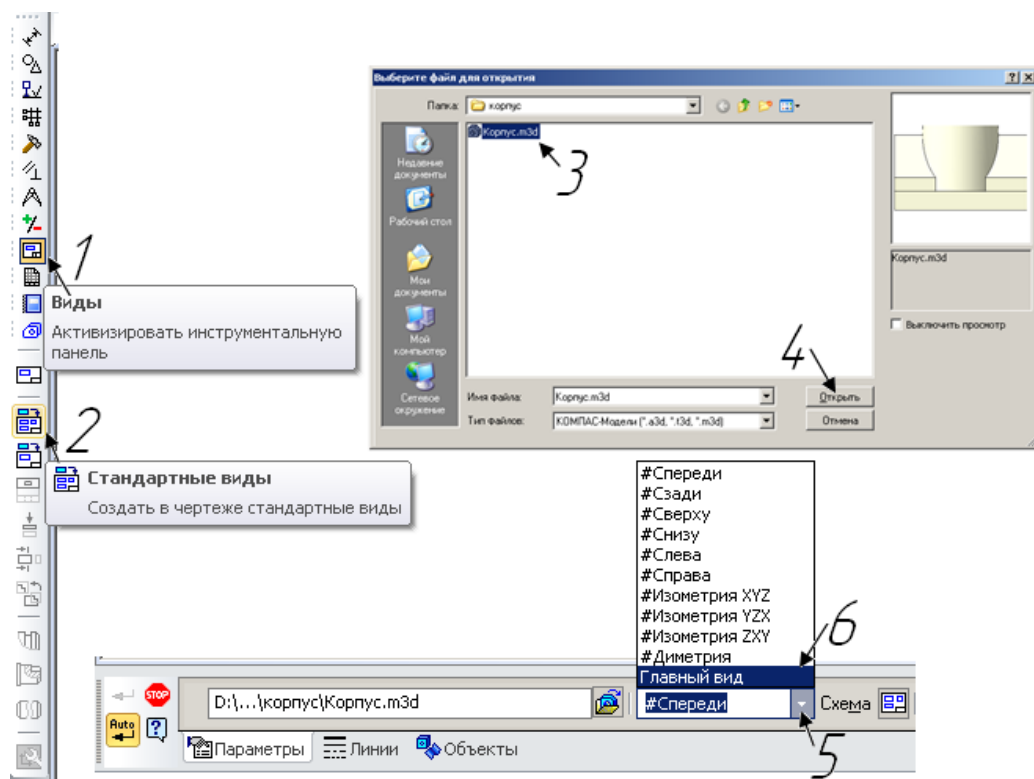 1
Виды
Активизировать инструментальную
панель
2
Стандартные виды
Создать в чертеже стандартные виды
Выберите файл для открытия
Папка:
корпус
Корпус.m3d
3
Недавние
документы
Рабочий стол
Мои
документы
Мой
компьютер
Сетевое
окружение
Корпус.m3d
Выключить просмотр
4
Имя файла:
Корпус.m3d
Открыть
Тип файлов:
КОМПАС-Модели (*.a3d, *.t3d, *.m3d)
Отмена
#Спереди
#Сзади
#Сверху
#Снизу
#Слева
#Справа
#Изометрия XYZ
#Изометрия YZX
#Изометрия ZXY
#Диметрия
Главный вид
6
STOP
Auto
D:\...\корпус\Корпус.m3d
#Спереди
Схема
5
Параметры
Линии
Объекты